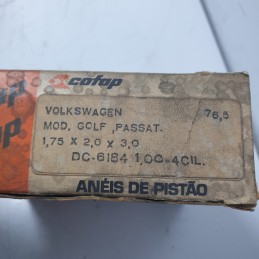 cofap
VOLKSWAGEN 76,5
MOD. GOLF ,PASSAT.
1,75 X 2,0 X 3,0
DC-6184 1,00-4CIL.
ANÉIS DE PISTÃO